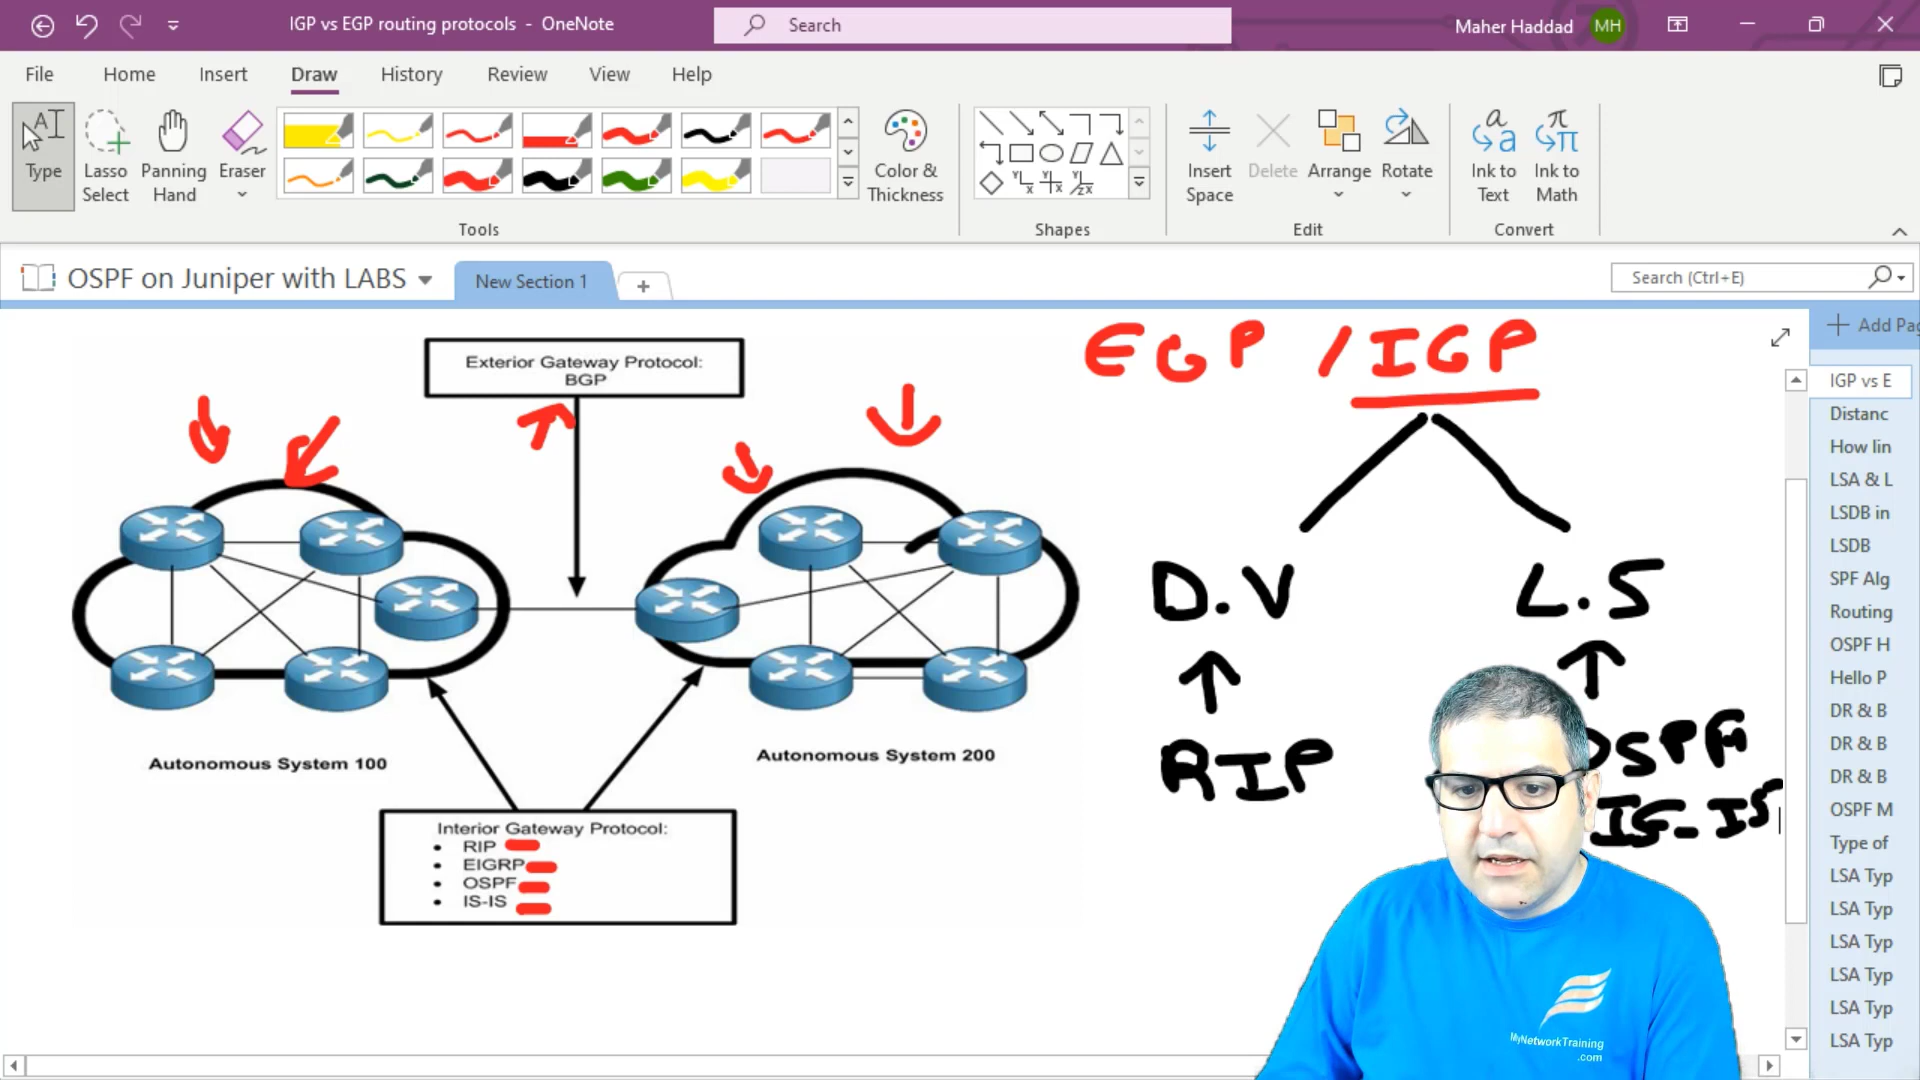 IGP vs EGP routing protocols - OneNote
Search
Maher Haddad
MH
File
Home
Insert
Draw
History
Review
View
Help
Type
Lasso Select
Panning Hand
Eraser
Color & Thickness
Insert Space
Delete
Arrange
Rotate
Ink to Text
Ink to Math
Tools
Shapes
Edit
Convert
OSPF on Juniper with LABS
New Section 1
Search (Ctrl+E)
Exterior Gateway Protocol:
BGP
EGP / IGP
D.V
L.S
RIP
OSPF
IS-IS
Autonomous System 100
Autonomous System 200
Interior Gateway Protocol:
• RIP
• EIGRP
• OSPF
• IS-IS
MyNetworkTraining
.com
Add Pag
IGP vs E
Distanc
How lin
LSA & L
LSDB in
LSDB
SPF Alg
Routing
OSPF H
Hello P
DR & B
DR & B
DR & B
OSPF M
Type of
LSA Typ
LSA Typ
LSA Typ
LSA Typ
LSA Typ
LSA Typ